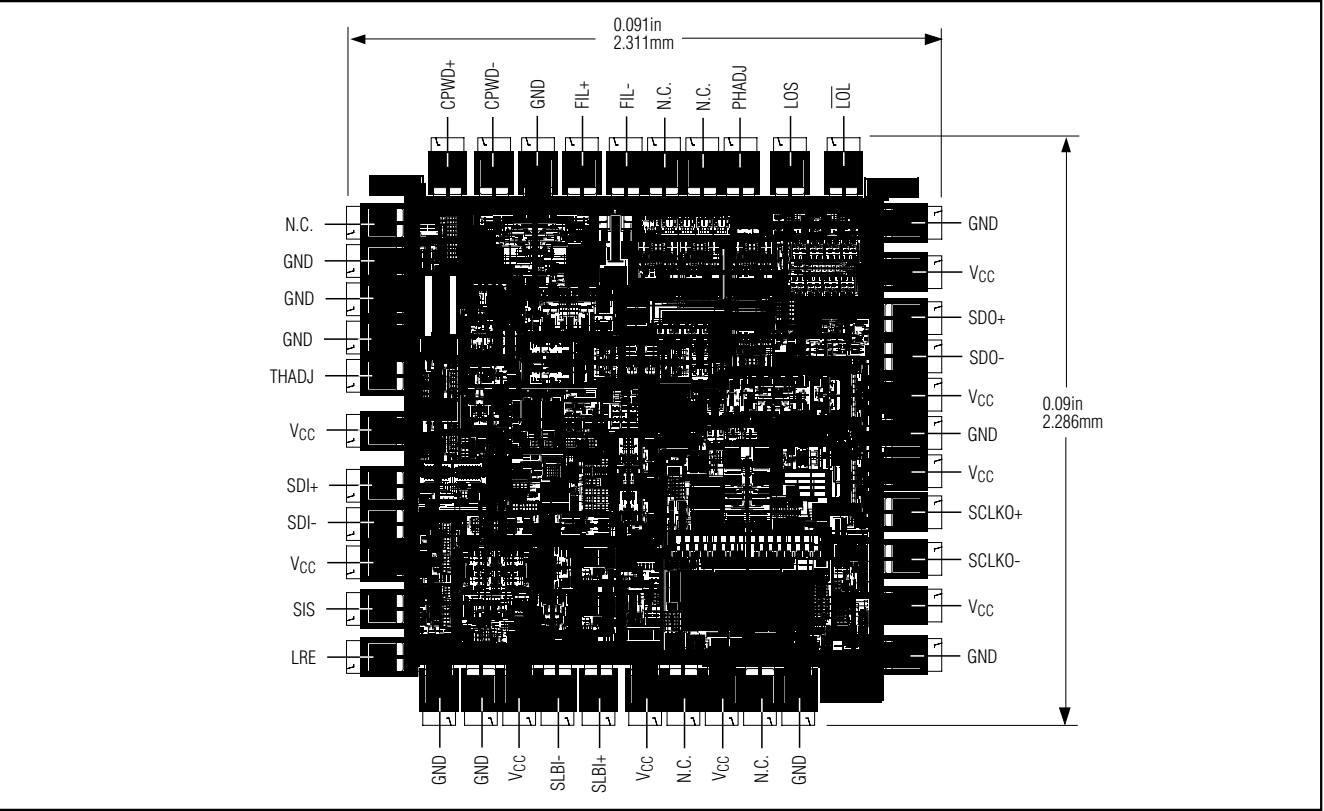 0.091in
2.311mm
CPWD+
CPWD-
GND
FIL+
FIL-
N.C.
N.C.
PHADJ
LOS
L̅O̅L̅
N.C.
GND
GND
GND
THADJ
VCC
SDI+
SDI-
VCC
SIS
LRE
GND
VCC
SDO+
SDO-
VCC
GND
VCC
SCLKO+
SCLKO-
VCC
GND
0.09in
2.286mm
GND
GND
VCC
SLBI-
SLBI+
VCC
N.C.
VCC
N.C.
GND